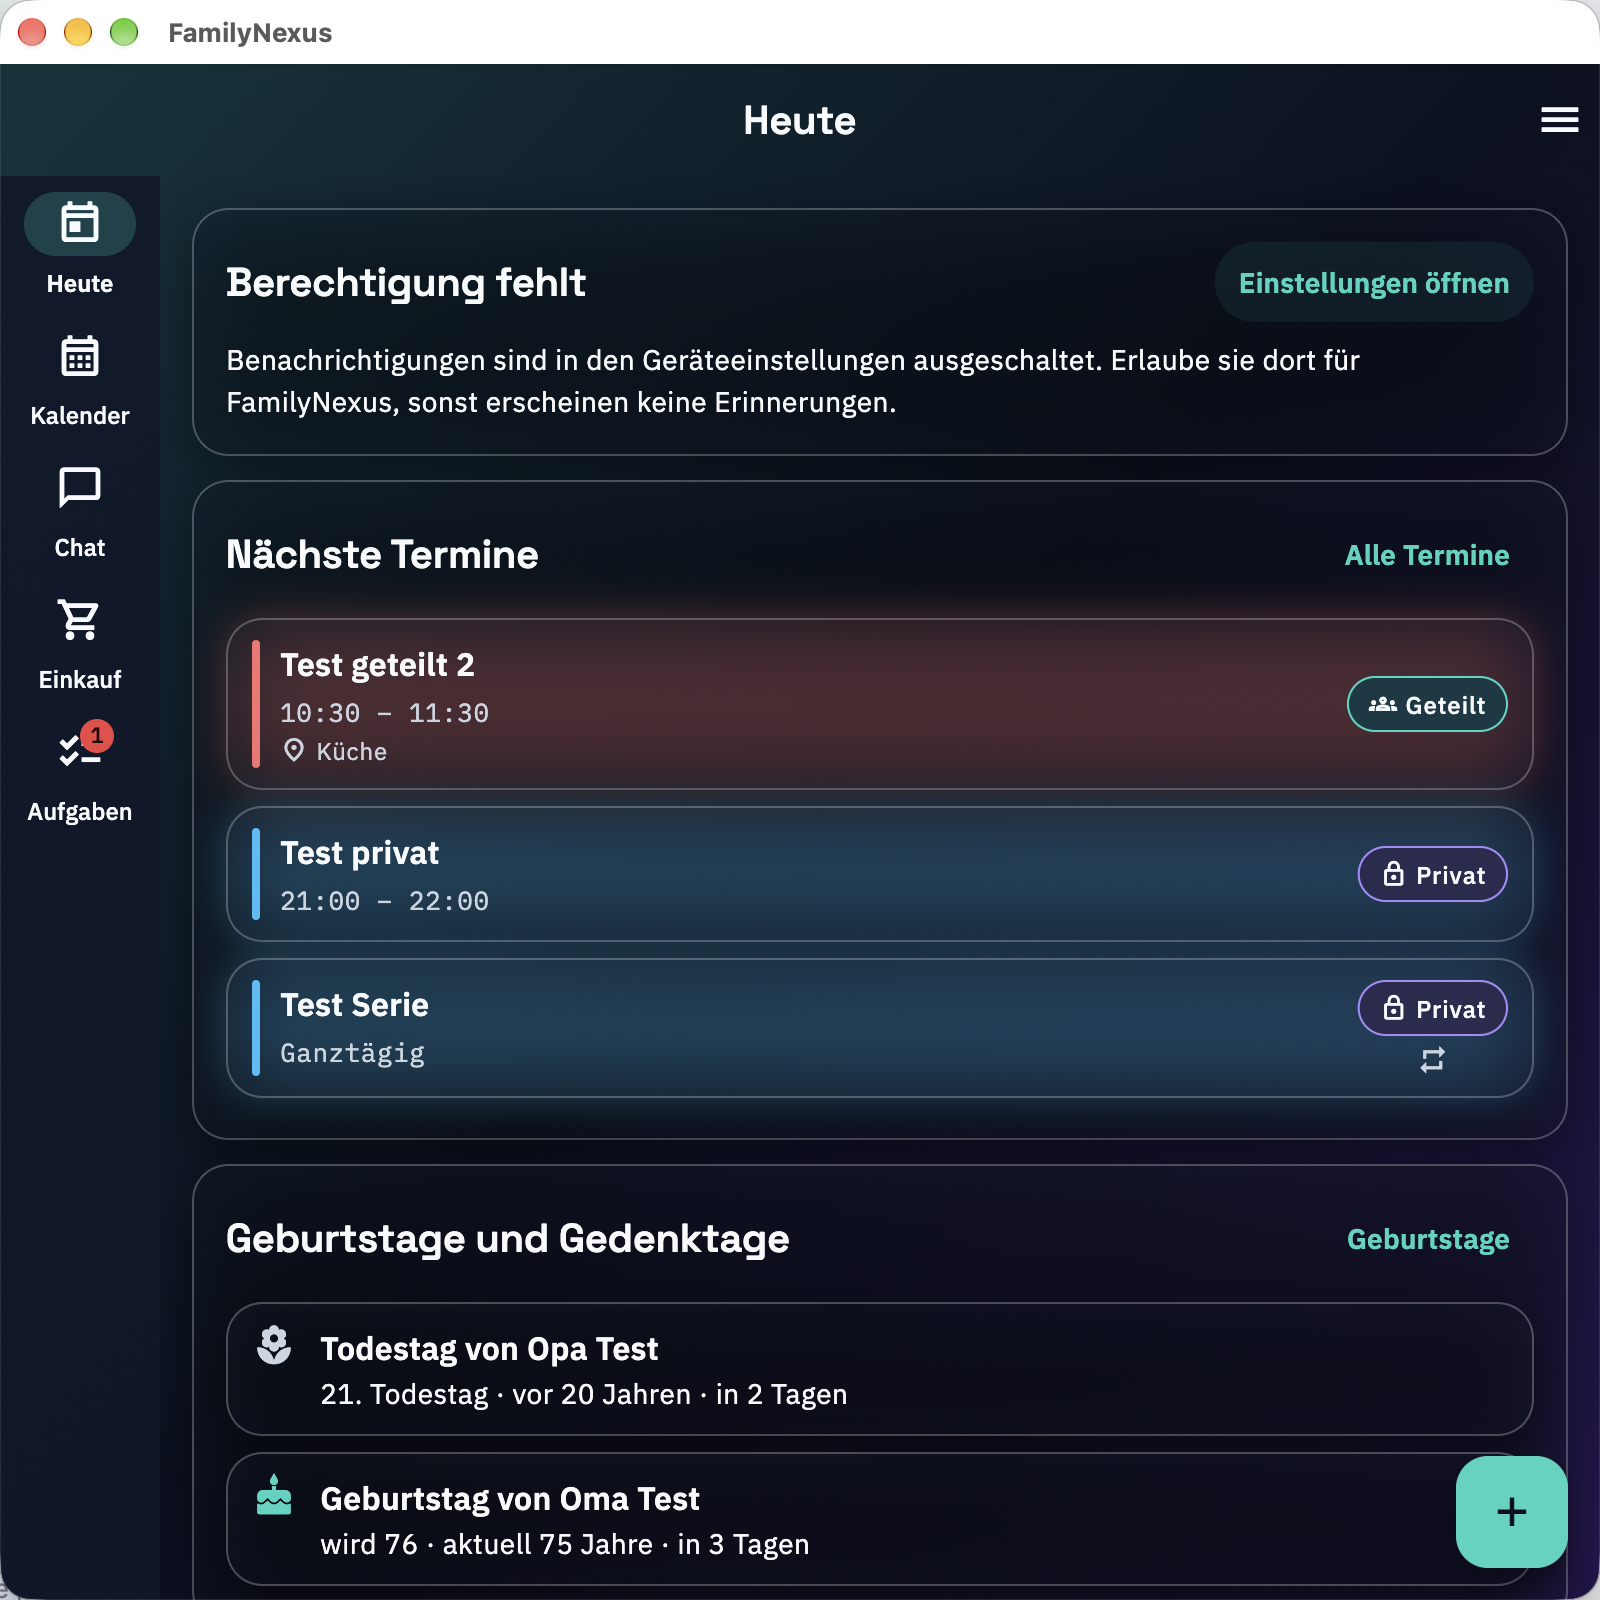 FamilyNexus
Heute
Heute
Kalender
Chat
Einkauf
1
Aufgaben
Berechtigung fehlt
Einstellungen öffnen
Benachrichtigungen sind in den Geräteeinstellungen ausgeschaltet. Erlaube sie dort für
FamilyNexus, sonst erscheinen keine Erinnerungen.
Nächste Termine
Alle Termine
Test geteilt 2
10:30 – 11:30
Küche
Geteilt
Test privat
21:00 – 22:00
Privat
Test Serie
Ganztägig
Privat
Geburtstage und Gedenktage
Geburtstage
Todestag von Opa Test
21. Todestag · vor 20 Jahren · in 2 Tagen
Geburtstag von Oma Test
wird 76 · aktuell 75 Jahre · in 3 Tagen